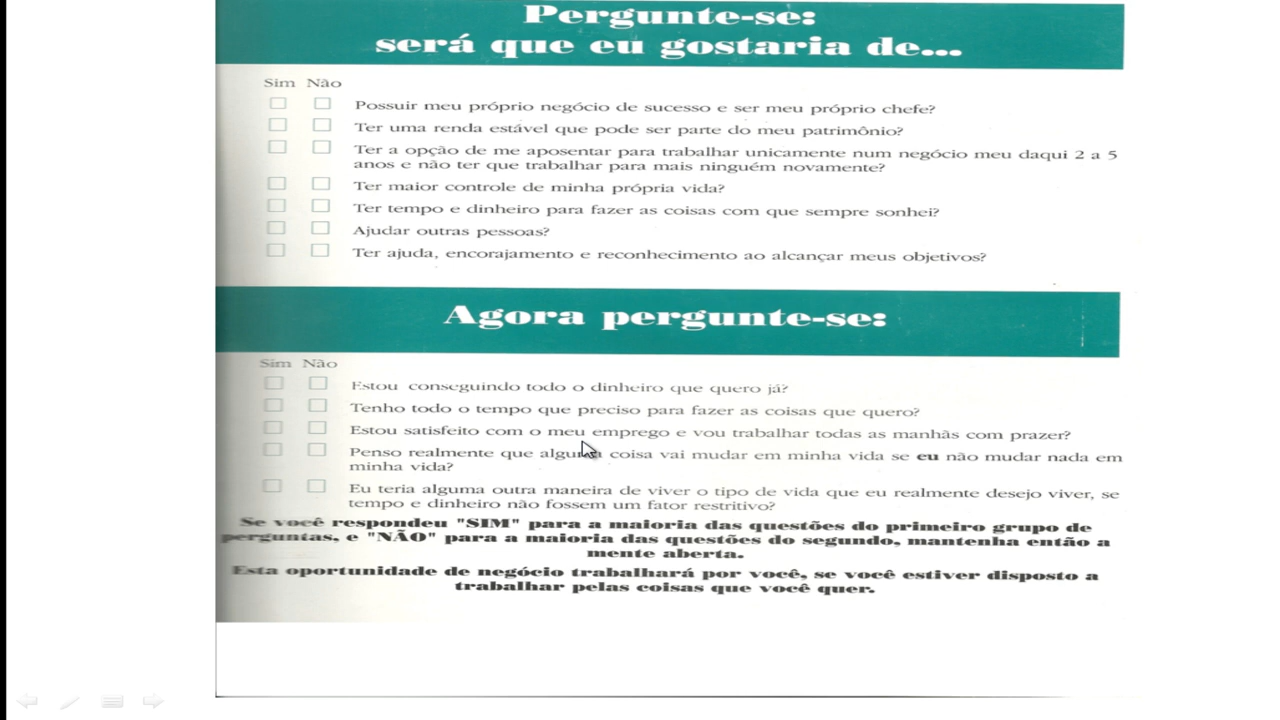 Pergunte-se:
será que eu gostaria de...
Sim Não
Possuir meu próprio negócio de sucesso e ser meu próprio chefe?
Ter uma renda estável que pode ser parte do meu patrimônio?
Ter a opção de me aposentar para trabalhar unicamente num negócio meu daqui 2 a 5
anos e não ter que trabalhar para mais ninguém novamente?
Ter maior controle de minha própria vida?
Ter tempo e dinheiro para fazer as coisas com que sempre sonhei?
Ajudar outras pessoas?
Ter ajuda, encorajamento e reconhecimento ao alcançar meus objetivos?
Agora pergunte-se:
Sim Não
Estou conseguindo todo o dinheiro que quero já?
Tenho todo o tempo que preciso para fazer as coisas que quero?
Estou satisfeito com o meu emprego e vou trabalhar todas as manhãs com prazer?
Penso realmente que alguma coisa vai mudar em minha vida se eu não mudar nada em
minha vida?
Eu teria alguma outra maneira de viver o tipo de vida que eu realmente desejo viver, se
tempo e dinheiro não fossem um fator restritivo?
Se você respondeu "SIM" para a maioria das questões do primeiro grupo de
perguntas, e "NÃO" para a maioria das questões do segundo, mantenha então a
mente aberta.
Esta oportunidade de negócio trabalhará por você, se você estiver disposto a
trabalhar pelas coisas que você quer.